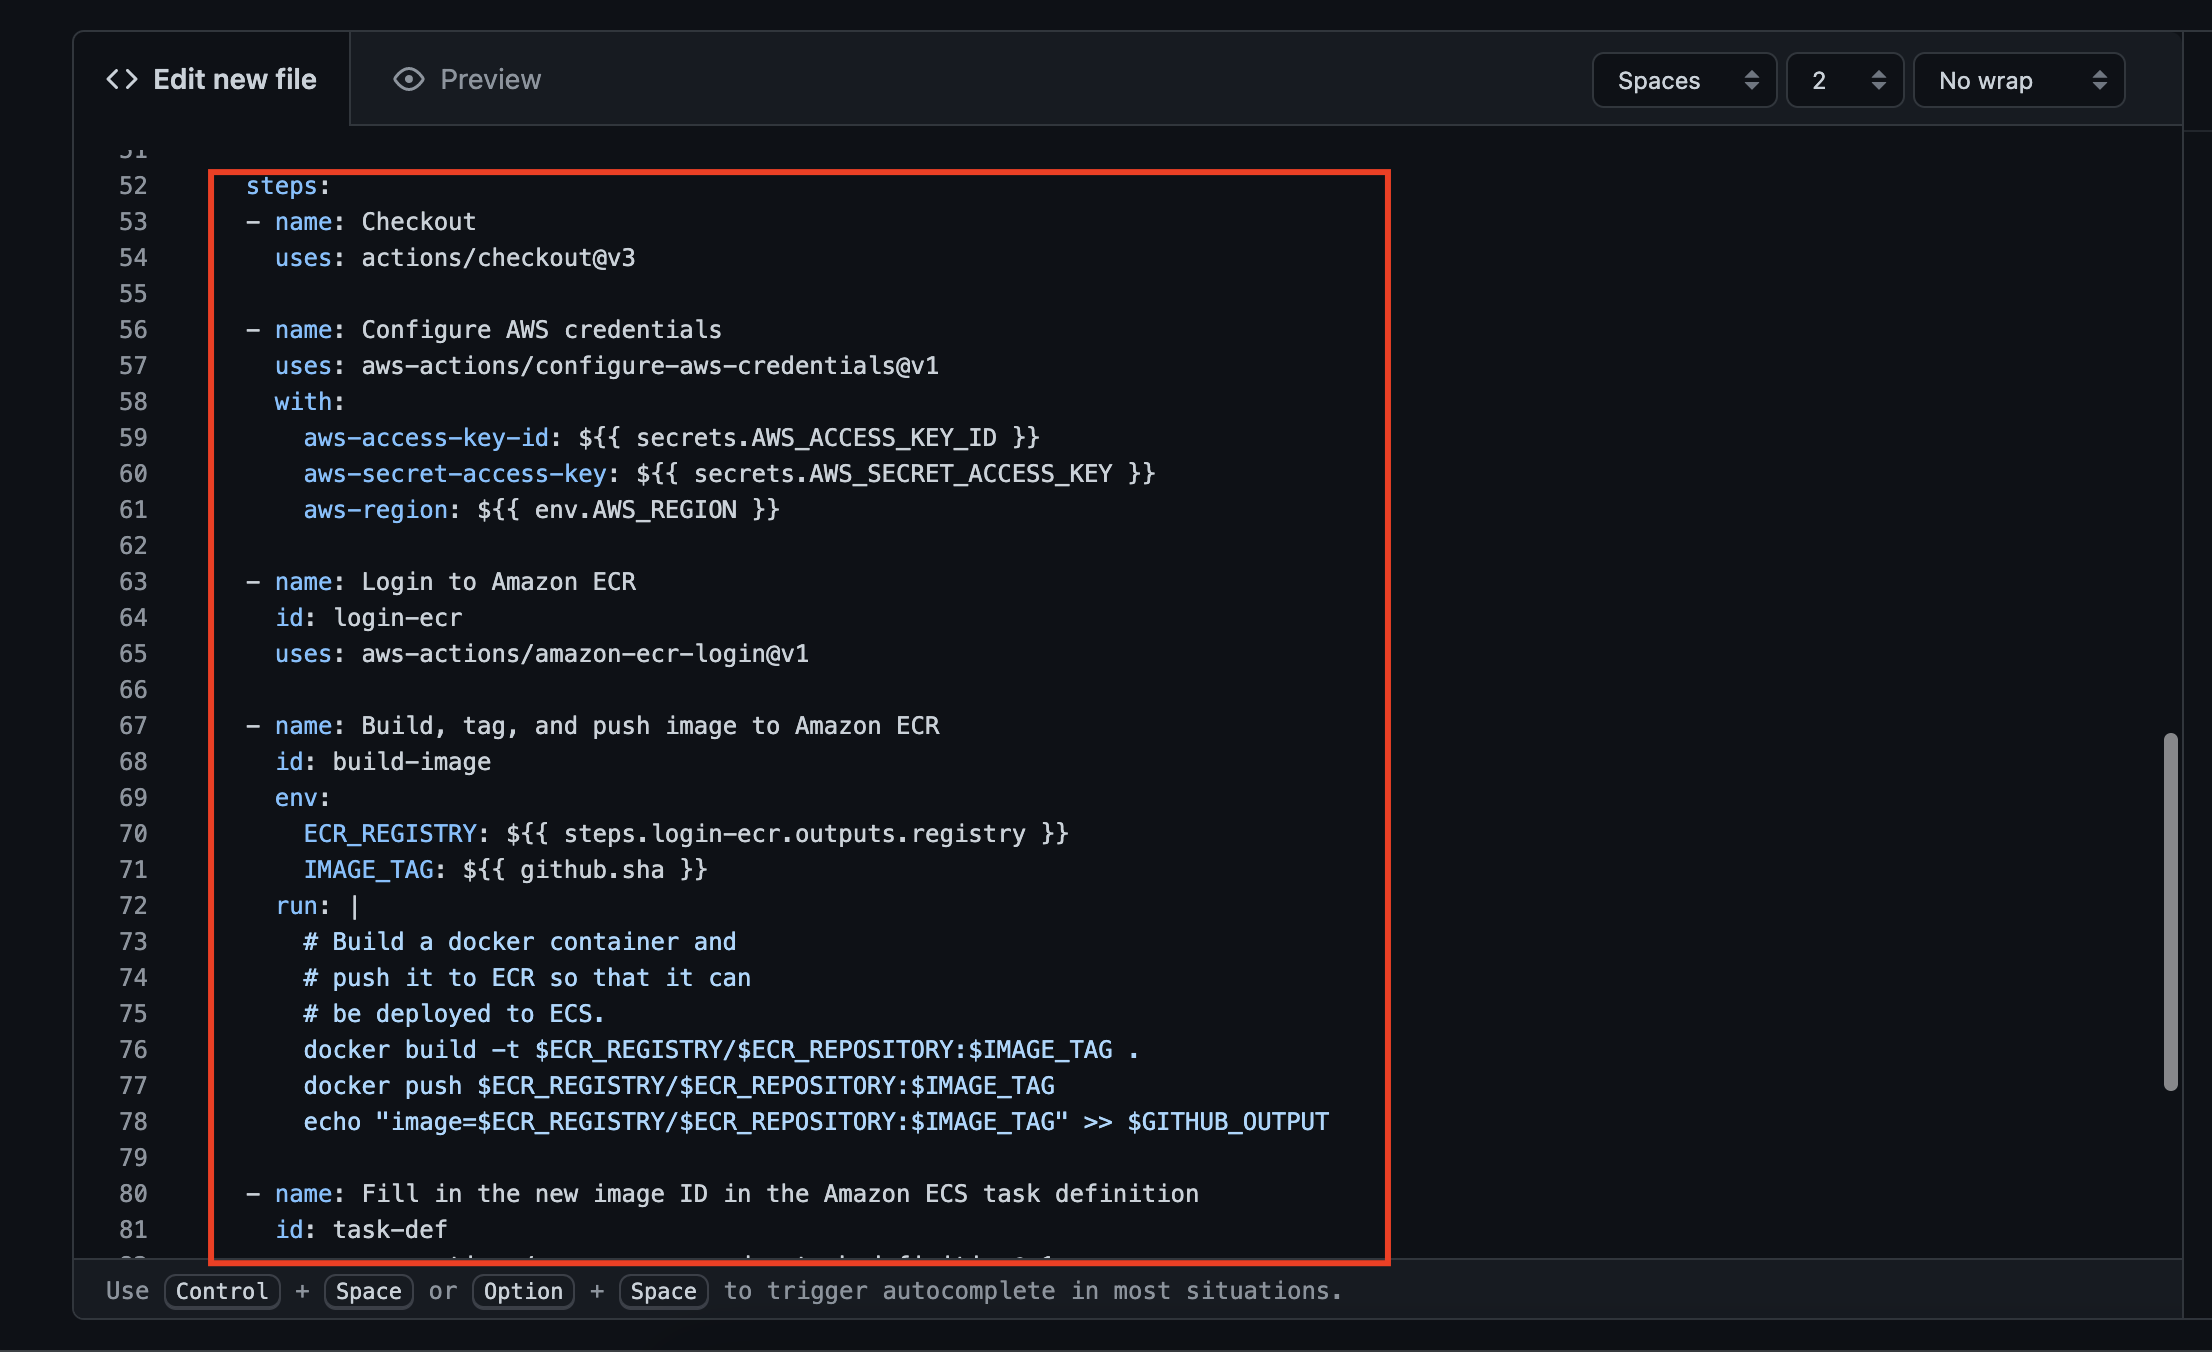 Edit new file
Preview
Spaces
2
No wrap
51
52 steps:
53 - name: Checkout
54 uses: actions/checkout@v3
55
56 - name: Configure AWS credentials
57 uses: aws-actions/configure-aws-credentials@v1
58 with:
59 aws-access-key-id: ${{ secrets.AWS_ACCESS_KEY_ID }}
60 aws-secret-access-key: ${{ secrets.AWS_SECRET_ACCESS_KEY }}
61 aws-region: ${{ env.AWS_REGION }}
62
63 - name: Login to Amazon ECR
64 id: login-ecr
65 uses: aws-actions/amazon-ecr-login@v1
66
67 - name: Build, tag, and push image to Amazon ECR
68 id: build-image
69 env:
70 ECR_REGISTRY: ${{ steps.login-ecr.outputs.registry }}
71 IMAGE_TAG: ${{ github.sha }}
72 run: |
73 # Build a docker container and
74 # push it to ECR so that it can
75 # be deployed to ECS.
76 docker build -t $ECR_REGISTRY/$ECR_REPOSITORY:$IMAGE_TAG .
77 docker push $ECR_REGISTRY/$ECR_REPOSITORY:$IMAGE_TAG
78 echo "image=$ECR_REGISTRY/$ECR_REPOSITORY:$IMAGE_TAG" >> $GITHUB_OUTPUT
79
80 - name: Fill in the new image ID in the Amazon ECS task definition
81 id: task-def
Use Control + Space or Option + Space to trigger autocomplete in most situations.